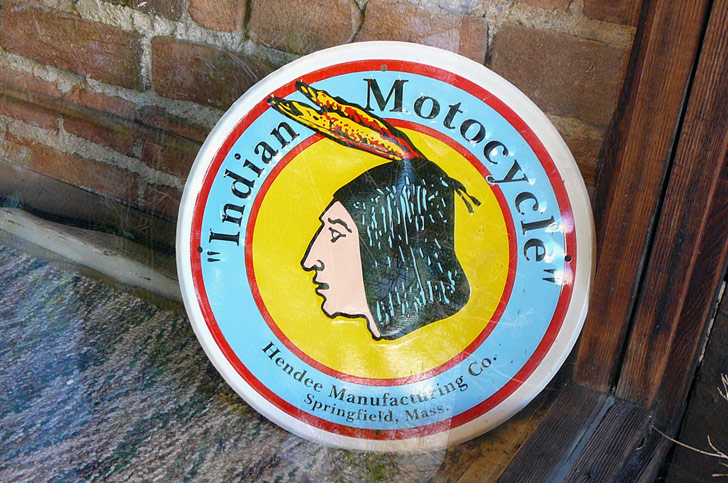 "Indian Motocycle"
Hendee Manufacturing Co.
Springfield, Mass.